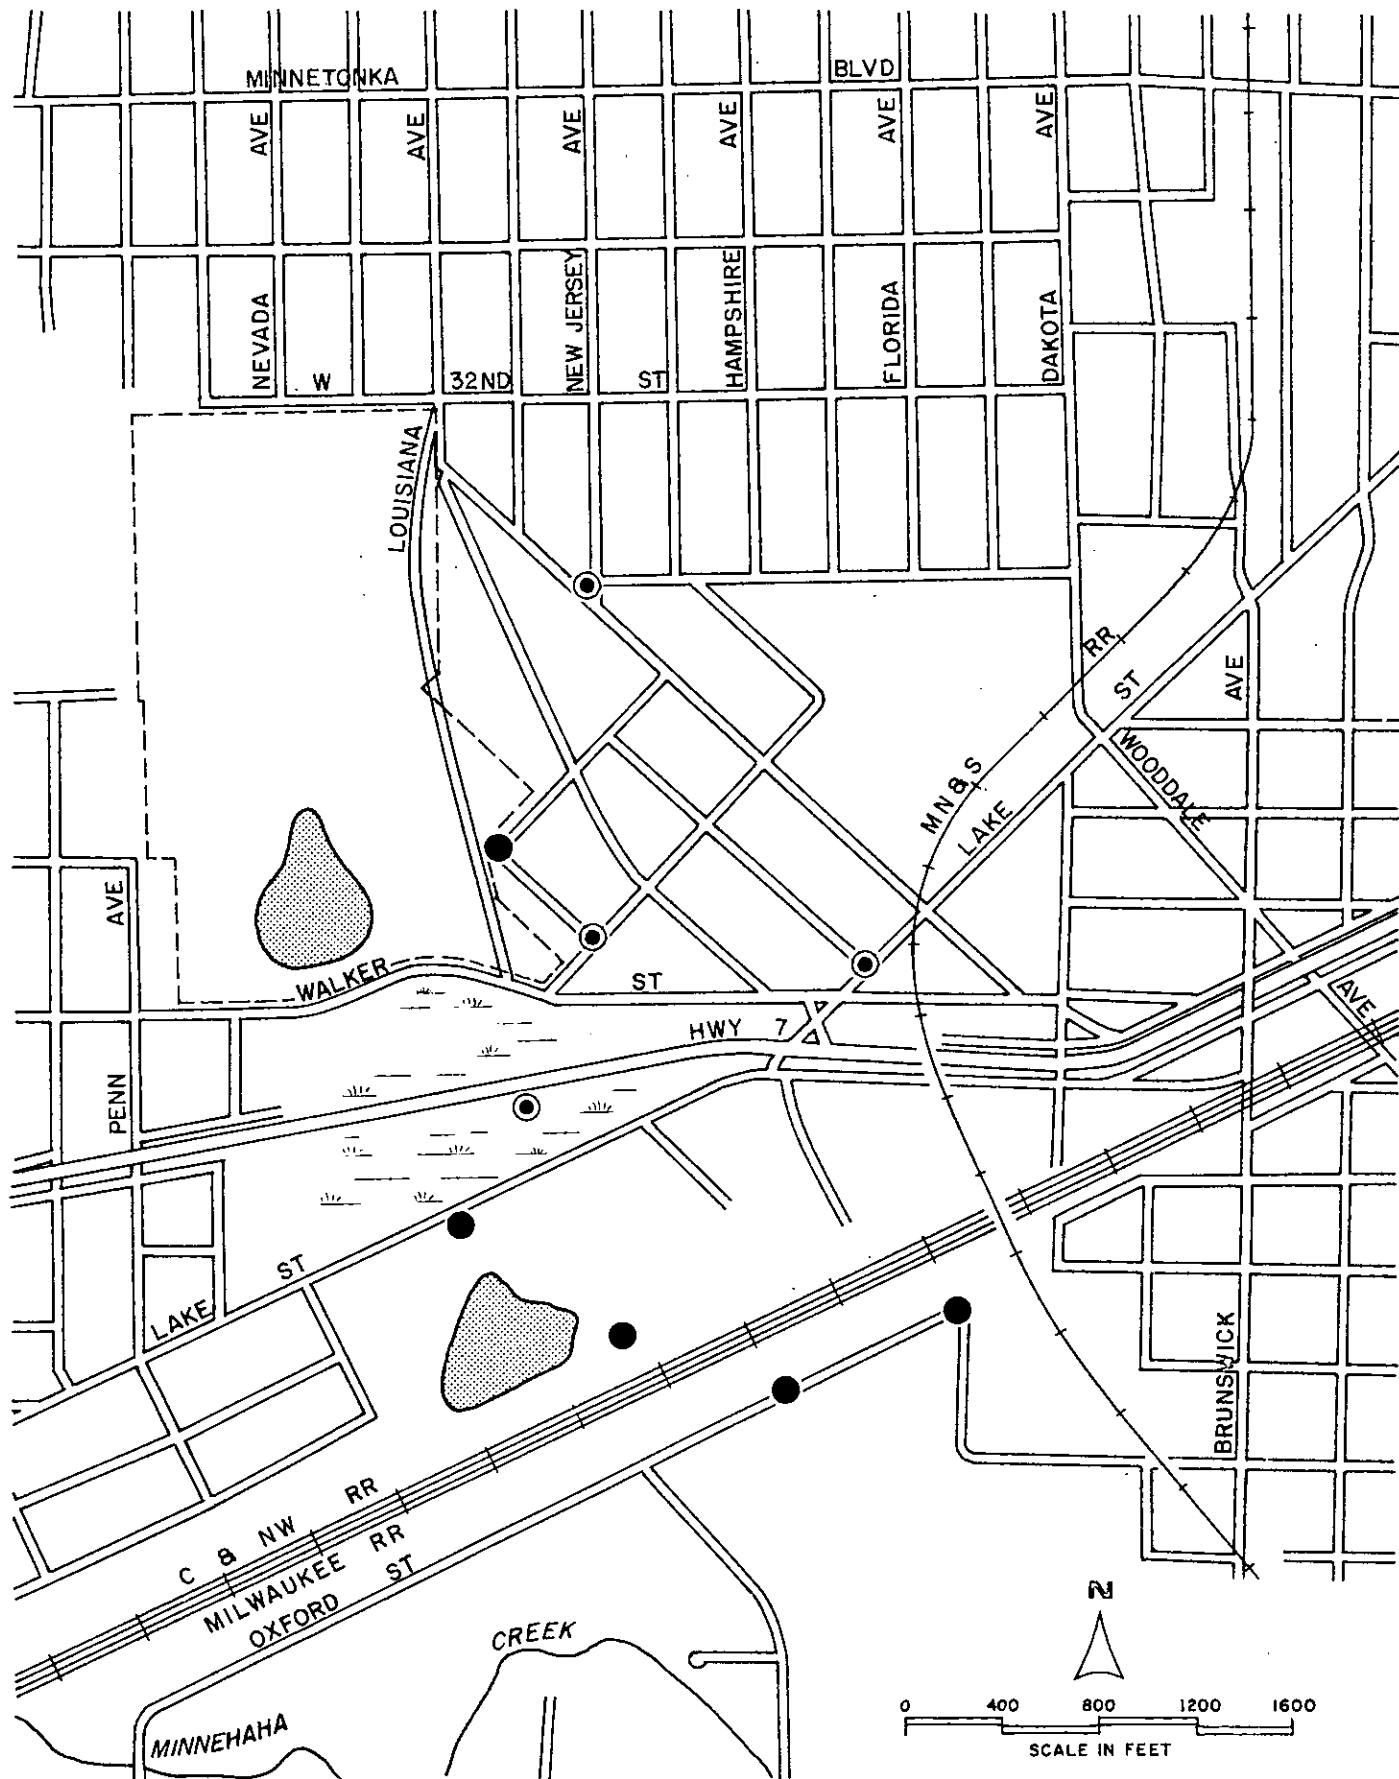 MINNETONKA
BLVD
AVE
AVE
AVE
AVE
AVE
AVE
NEVADA
W
32ND
NEW JERSEY
ST
HAMPSHIRE
FLORIDA
DAKOTA
LOUISIANA
RR
ST
AVE
WOODDALE
MN & S
LAKE
AVE
WALKER
ST
AVE
HWY 7
PENN
ST
LAKE
BRUNSWICK
C & NW RR
MILWAUKEE RR
OXFORD ST
CREEK
MINNEHAHA
N
0 400 800 1200 1600
SCALE IN FEET